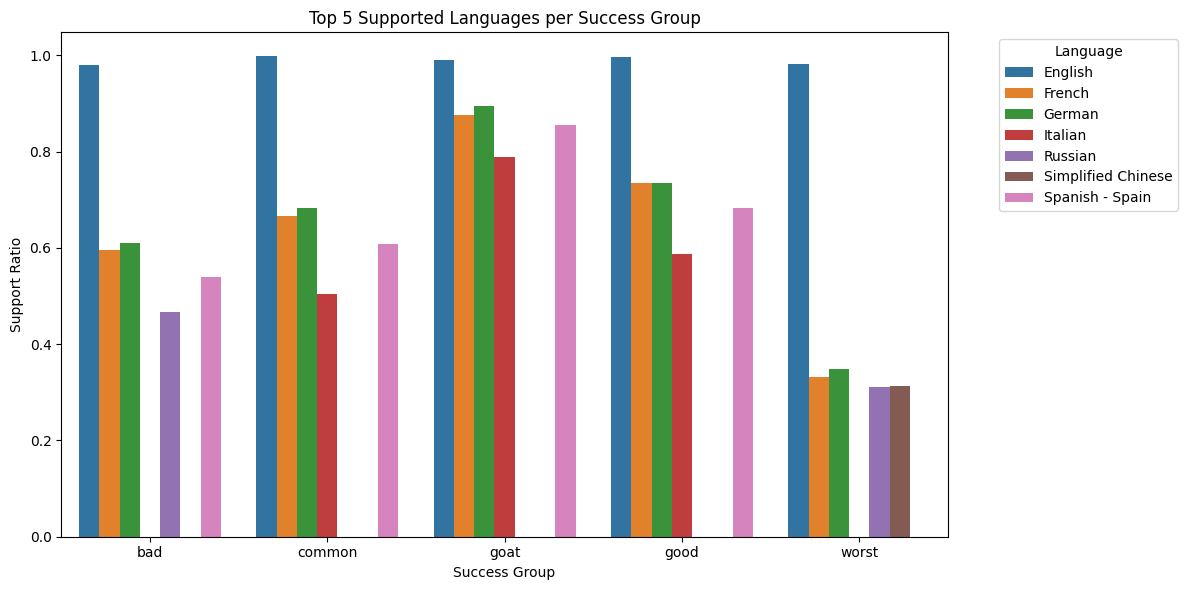 Top 5 Supported Languages per Success Group
Support Ratio
1.0
0.8
0.6
0.4
0.2
0.0
bad
common
goat
good
worst
Success Group
Language
English
French
German
Italian
Russian
Simplified Chinese
Spanish - Spain